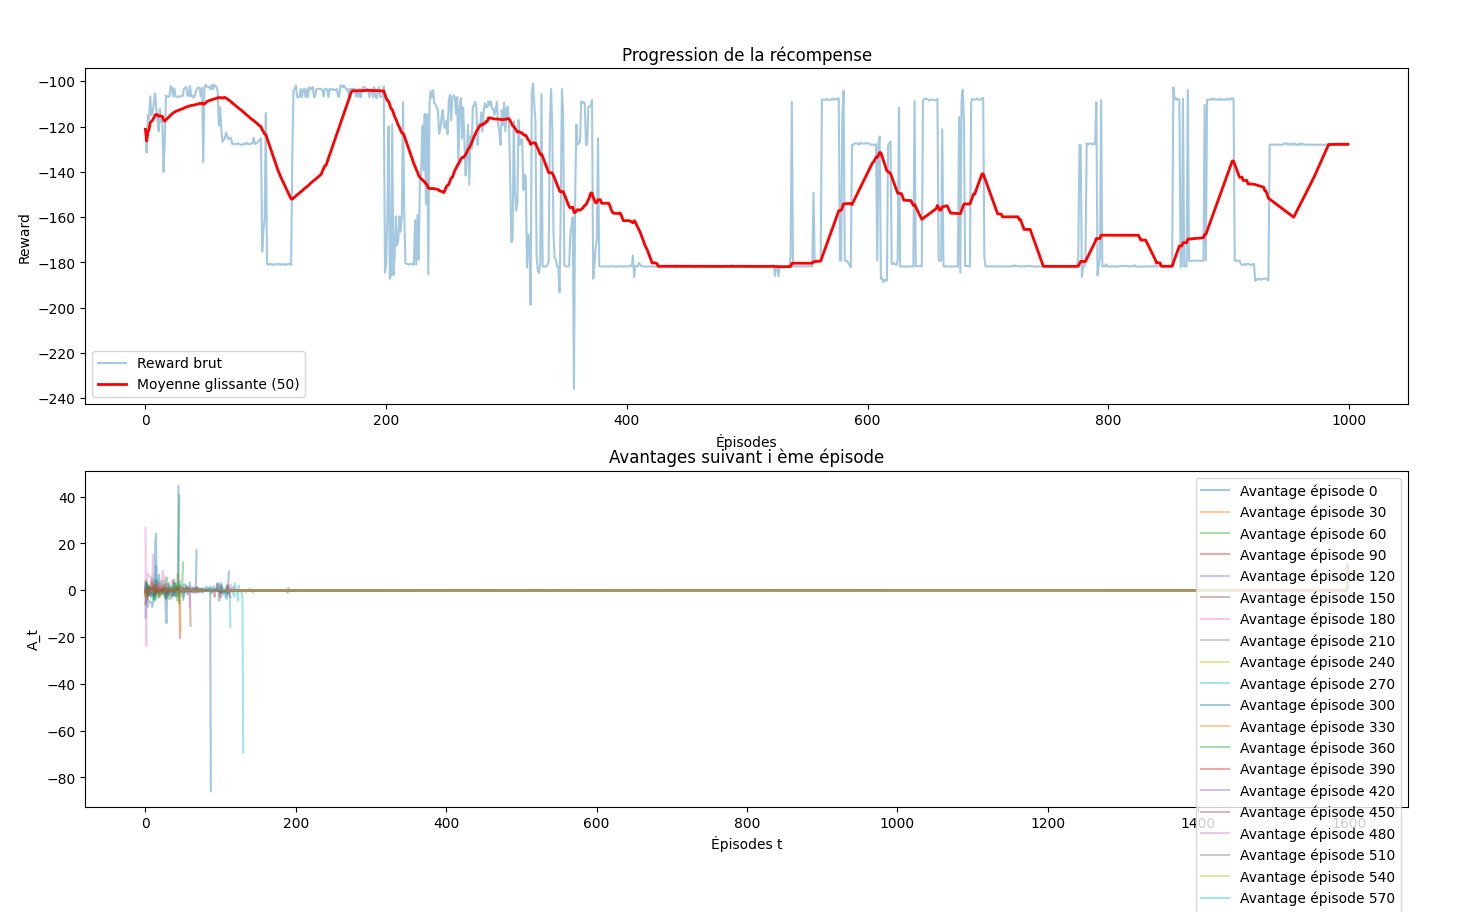 Progression de la récompense
−100
−120
−140
−160
−180
−200
−220
−240
Reward
Reward brut
Moyenne glissante (50)
0 200 400 600 800 1000
Épisodes
Avantages suivant i ème épisode
40
20
0
−20
−40
−60
−80
A_t
Avantage épisode 0
Avantage épisode 30
Avantage épisode 60
Avantage épisode 90
Avantage épisode 120
Avantage épisode 150
Avantage épisode 180
Avantage épisode 210
Avantage épisode 240
Avantage épisode 270
Avantage épisode 300
Avantage épisode 330
Avantage épisode 360
Avantage épisode 390
Avantage épisode 420
Avantage épisode 450
Avantage épisode 480
Avantage épisode 510
Avantage épisode 540
Avantage épisode 570
0 200 400 600 800 1000 1200 1400 1600
Épisodes t